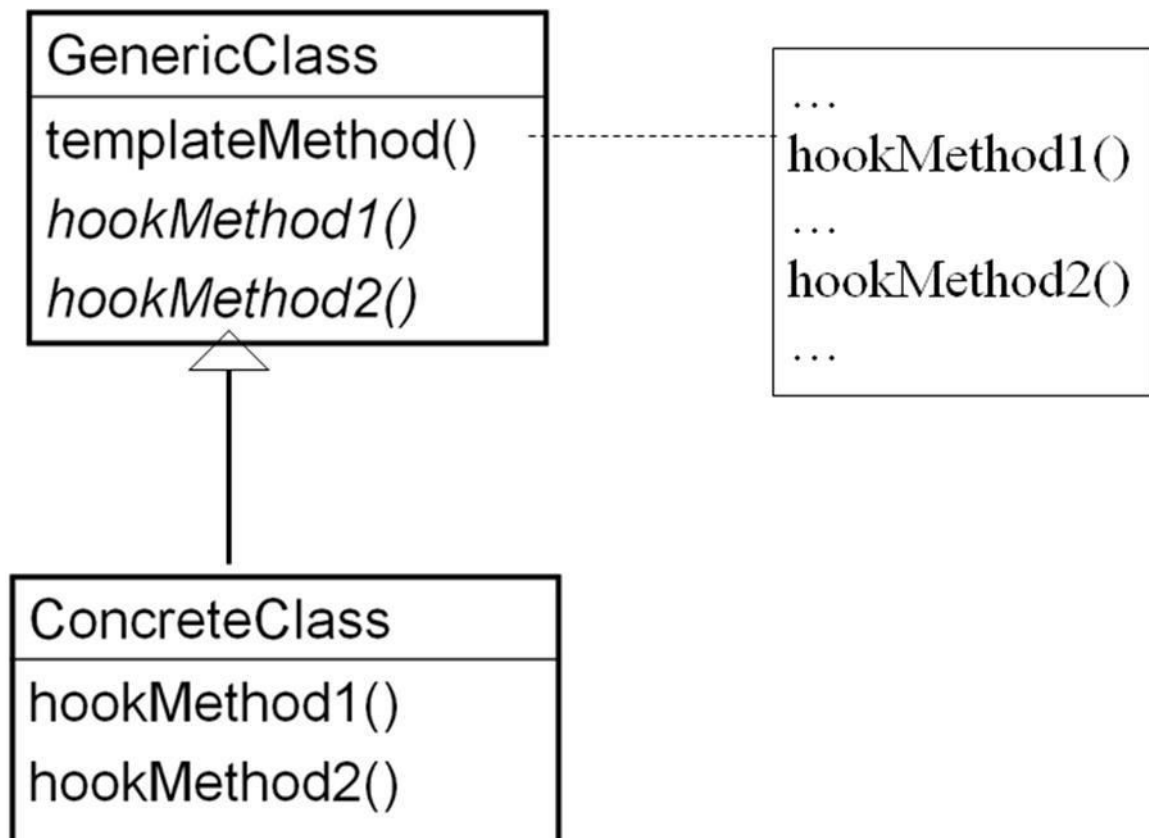 GenericClass
templateMethod()
hookMethod1()
hookMethod2()
...
hookMethod1()
...
hookMethod2()
...
ConcreteClass
hookMethod1()
hookMethod2()